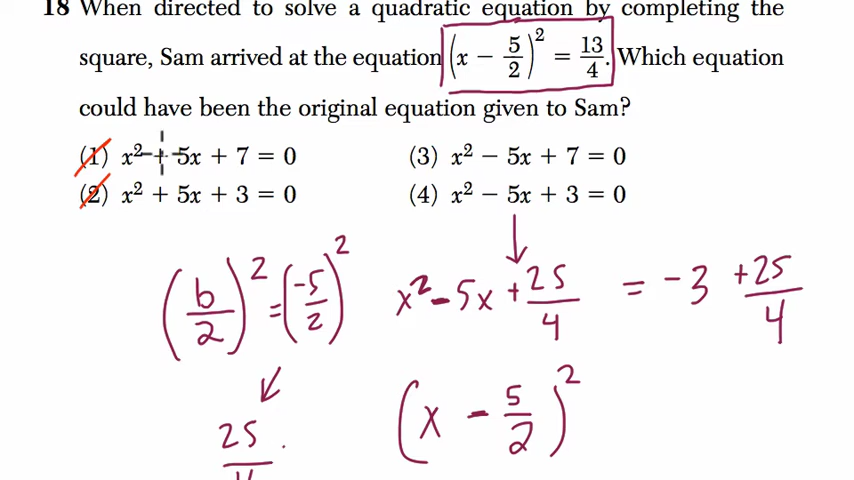 18 When directed to solve a quadratic equation by completing the
square, Sam arrived at the equation (x − 5/2)² = 13/4. Which equation
could have been the original equation given to Sam?
(1) x² + 5x + 7 = 0 (3) x² − 5x + 7 = 0
(2) x² + 5x + 3 = 0 (4) x² − 5x + 3 = 0
(b/2)² = (-5/2)² x² - 5x + 25/4 = -3 + 25/4
25/4 (x - 5/2)²